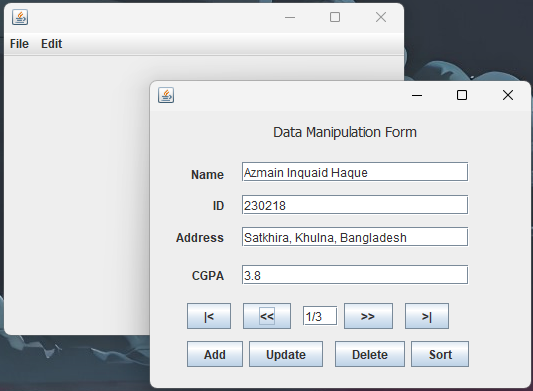 File Edit
Data Manipulation Form
Name Azmain Inquaid Haque
ID 230218
Address Satkhira, Khulna, Bangladesh
CGPA 3.8
|< << 1/3 >> >|
Add Update Delete Sort